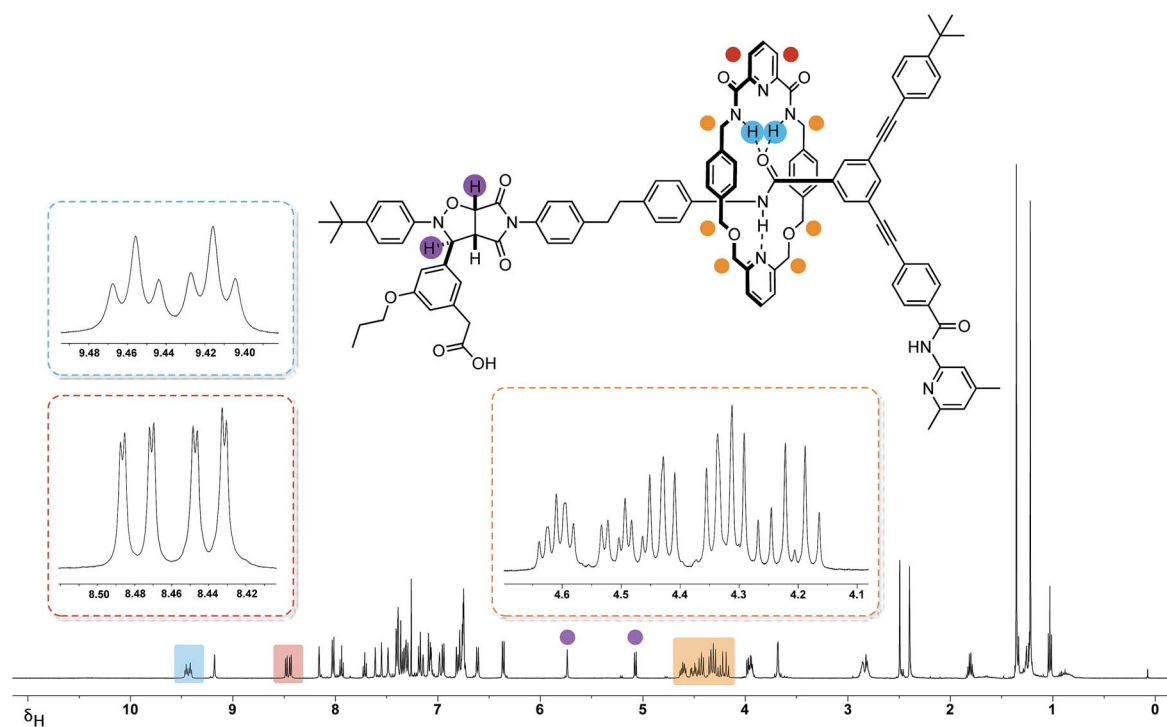 N
O O
N N
H H
O
N
H
O O
N
H
O
O
N
N
O
H
H
O
O
O
OH
O
HN
N
9.48 9.46 9.44 9.42 9.40
8.50 8.48 8.46 8.44 8.42
4.6 4.5 4.4 4.3 4.2 4.1
δH 10 9 8 7 6 5 4 3 2 1 0